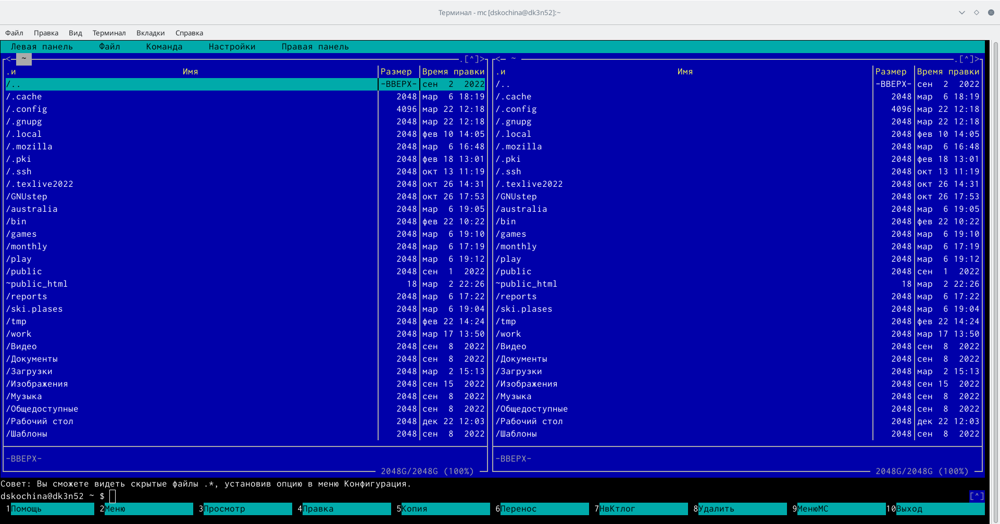 Терминал - mc [dskochina@dk3n52]:~
Файл Правка Вид Терминал Вкладки Справка
Левая панель Файл Команда Настройки Правая панель
<- ~ .[^]> <- ~ .[^]>
.и Имя Размер Время правки .и Имя Размер Время правки
/.. -ВВЕРХ- сен 2 2022 /.. -ВВЕРХ- сен 2 2022
/.cache 2048 мар 6 18:19 /.cache 2048 мар 6 18:19
/.config 4096 мар 22 12:18 /.config 4096 мар 22 12:18
/.gnupg 2048 мар 22 12:18 /.gnupg 2048 мар 22 12:18
/.local 2048 фев 10 14:05 /.local 2048 фев 10 14:05
/.mozilla 2048 мар 6 16:48 /.mozilla 2048 мар 6 16:48
/.pki 2048 фев 18 13:01 /.pki 2048 фев 18 13:01
/.ssh 2048 окт 13 11:19 /.ssh 2048 окт 13 11:19
/.texlive2022 2048 окт 26 14:31 /.texlive2022 2048 окт 26 14:31
/GNUstep 2048 окт 26 17:53 /GNUstep 2048 окт 26 17:53
/australia 2048 мар 6 19:05 /australia 2048 мар 6 19:05
/bin 2048 фев 22 10:22 /bin 2048 фев 22 10:22
/games 2048 мар 6 19:10 /games 2048 мар 6 19:10
/monthly 2048 мар 6 17:19 /monthly 2048 мар 6 17:19
/play 2048 мар 6 19:12 /play 2048 мар 6 19:12
/public 2048 сен 1 2022 /public 2048 сен 1 2022
~public_html 18 мар 2 22:26 ~public_html 18 мар 2 22:26
/reports 2048 мар 6 17:22 /reports 2048 мар 6 17:22
/ski.plases 2048 мар 6 19:04 /ski.plases 2048 мар 6 19:04
/tmp 2048 фев 22 14:24 /tmp 2048 фев 22 14:24
/work 2048 мар 17 13:50 /work 2048 мар 17 13:50
/Видео 2048 сен 8 2022 /Видео 2048 сен 8 2022
/Документы 2048 сен 8 2022 /Документы 2048 сен 8 2022
/Загрузки 2048 мар 2 15:13 /Загрузки 2048 мар 2 15:13
/Изображения 2048 сен 15 2022 /Изображения 2048 сен 15 2022
/Музыка 2048 сен 8 2022 /Музыка 2048 сен 8 2022
/Общедоступные 2048 сен 8 2022 /Общедоступные 2048 сен 8 2022
/Рабочий стол 2048 дек 22 12:03 /Рабочий стол 2048 дек 22 12:03
/Шаблоны 2048 сен 8 2022 /Шаблоны 2048 сен 8 2022
-ВВЕРХ- -ВВЕРХ-
2048G/2048G (100%) 2048G/2048G (100%)
Совет: Вы сможете видеть скрытые файлы .*, установив опцию в меню Конфигурация.
dskochina@dk3n52 ~ $ [^]
1Помощь 2Меню 3Просмотр 4Правка 5Копия 6Перенос 7НвКтлог 8Удалить 9МенюMC 10Выход